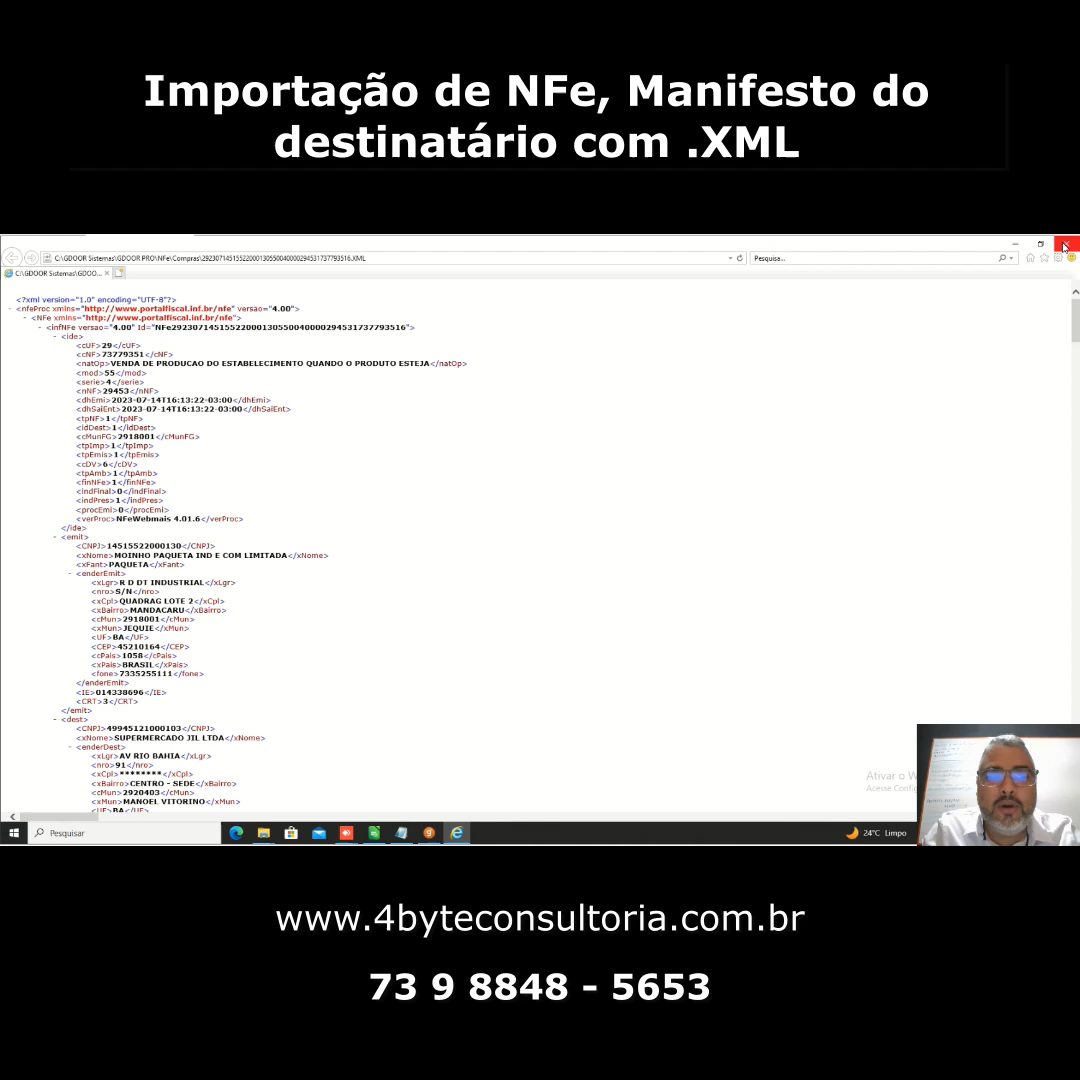 Importação de NFe, Manifesto do
destinatário com .XML
C:\GDOOR Sistemas\GDOOR PRO\NFe\Compras\29230714515522000130550040000294531737793516.XML
Pesquisa...
C:\GDOOR Sistemas\GDOO...
<?xml version="1.0" encoding="UTF-8"?>
- <nfeProc xmlns="http://www.portalfiscal.inf.br/nfe" versao="4.00">
- <NFe xmlns="http://www.portalfiscal.inf.br/nfe">
- <infNFe versao="4.00" Id="NFe29230714515522000130550040000294531737793516">
- <ide>
<cUF>29</cUF>
<cNF>73779351</cNF>
<natOp>VENDA DE PRODUCAO DO ESTABELECIMENTO QUANDO O PRODUTO ESTEJA</natOp>
<mod>55</mod>
<serie>4</serie>
<nNF>29453</nNF>
<dhEmi>2023-07-14T16:13:22-03:00</dhEmi>
<dhSaiEnt>2023-07-14T16:13:22-03:00</dhSaiEnt>
<tpNF>1</tpNF>
<idDest>1</idDest>
<cMunFG>2918001</cMunFG>
<tpImp>1</tpImp>
<tpEmis>1</tpEmis>
<cDV>6</cDV>
<tpAmb>1</tpAmb>
<finNFe>1</finNFe>
<indFinal>0</indFinal>
<indPres>1</indPres>
<procEmi>0</procEmi>
<verProc>NFeWebmais 4.01.6</verProc>
</ide>
- <emit>
<CNPJ>14515522000130</CNPJ>
<xNome>MOINHO PAQUETA IND E COM LIMITADA</xNome>
<xFant>PAQUETA</xFant>
- <enderEmit>
<xLgr>R D DT INDUSTRIAL</xLgr>
<nro>S/N</nro>
<xCpl>QUADRAG LOTE 2</xCpl>
<xBairro>MANDACARU</xBairro>
<cMun>2918001</cMun>
<xMun>JEQUIE</xMun>
<UF>BA</UF>
<CEP>45210164</CEP>
<cPais>1058</cPais>
<xPais>BRASIL</xPais>
<fone>7335255111</fone>
</enderEmit>
<IE>014338696</IE>
<CRT>3</CRT>
</emit>
- <dest>
<CNPJ>49945121000103</CNPJ>
<xNome>SUPERMERCADO JIL LTDA</xNome>
- <enderDest>
<xLgr>AV RIO BAHIA</xLgr>
<nro>91</nro>
<xCpl>********</xCpl>
<xBairro>CENTRO - SEDE</xBairro>
<cMun>2920403</cMun>
<xMun>MANOEL VITORINO</xMun>
<UF>BA</UF>
Ativar o W
Acesse Config
Pesquisar
24°C Limpo
www.4byteconsultoria.com.br
73 9 8848 - 5653